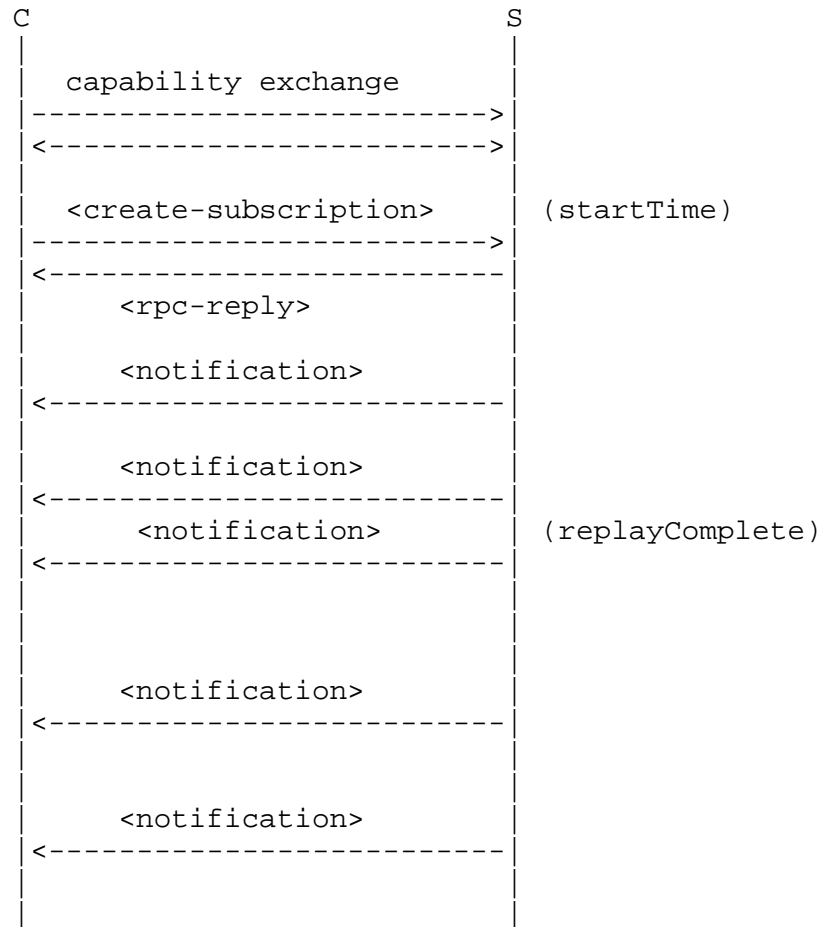 C S
capability exchange
<create-subscription> (startTime)
<rpc-reply>
<notification>
<notification>
<notification> (replayComplete)
<notification>
<notification>